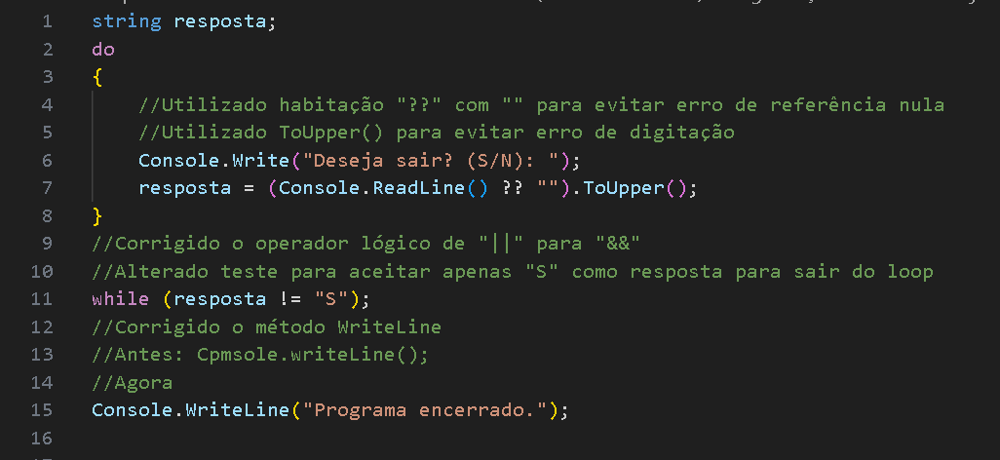 1 string resposta;
2 do
3 {
4 //Utilizado habitação "??" com "" para evitar erro de referência nula
5 //Utilizado ToUpper() para evitar erro de digitação
6 Console.Write("Deseja sair? (S/N): ");
7 resposta = (Console.ReadLine() ?? "").ToUpper();
8 }
9 //Corrigido o operador lógico de "||" para "&&"
10 //Alterado teste para aceitar apenas "S" como resposta para sair do loop
11 while (resposta != "S");
12 //Corrigido o método WriteLine
13 //Antes: Cpmsole.writeLine();
14 //Agora
15 Console.WriteLine("Programa encerrado.");
16